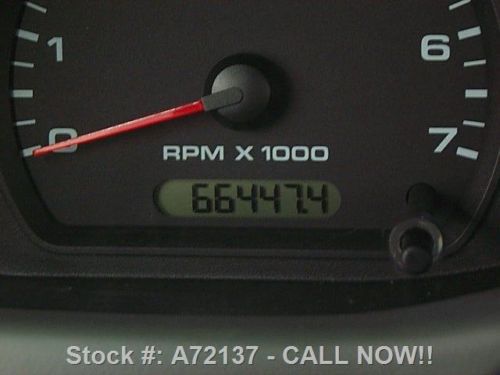 1 6
0 7
RPM X 1000
66447.4
Stock #: A72137 - CALL NOW!!